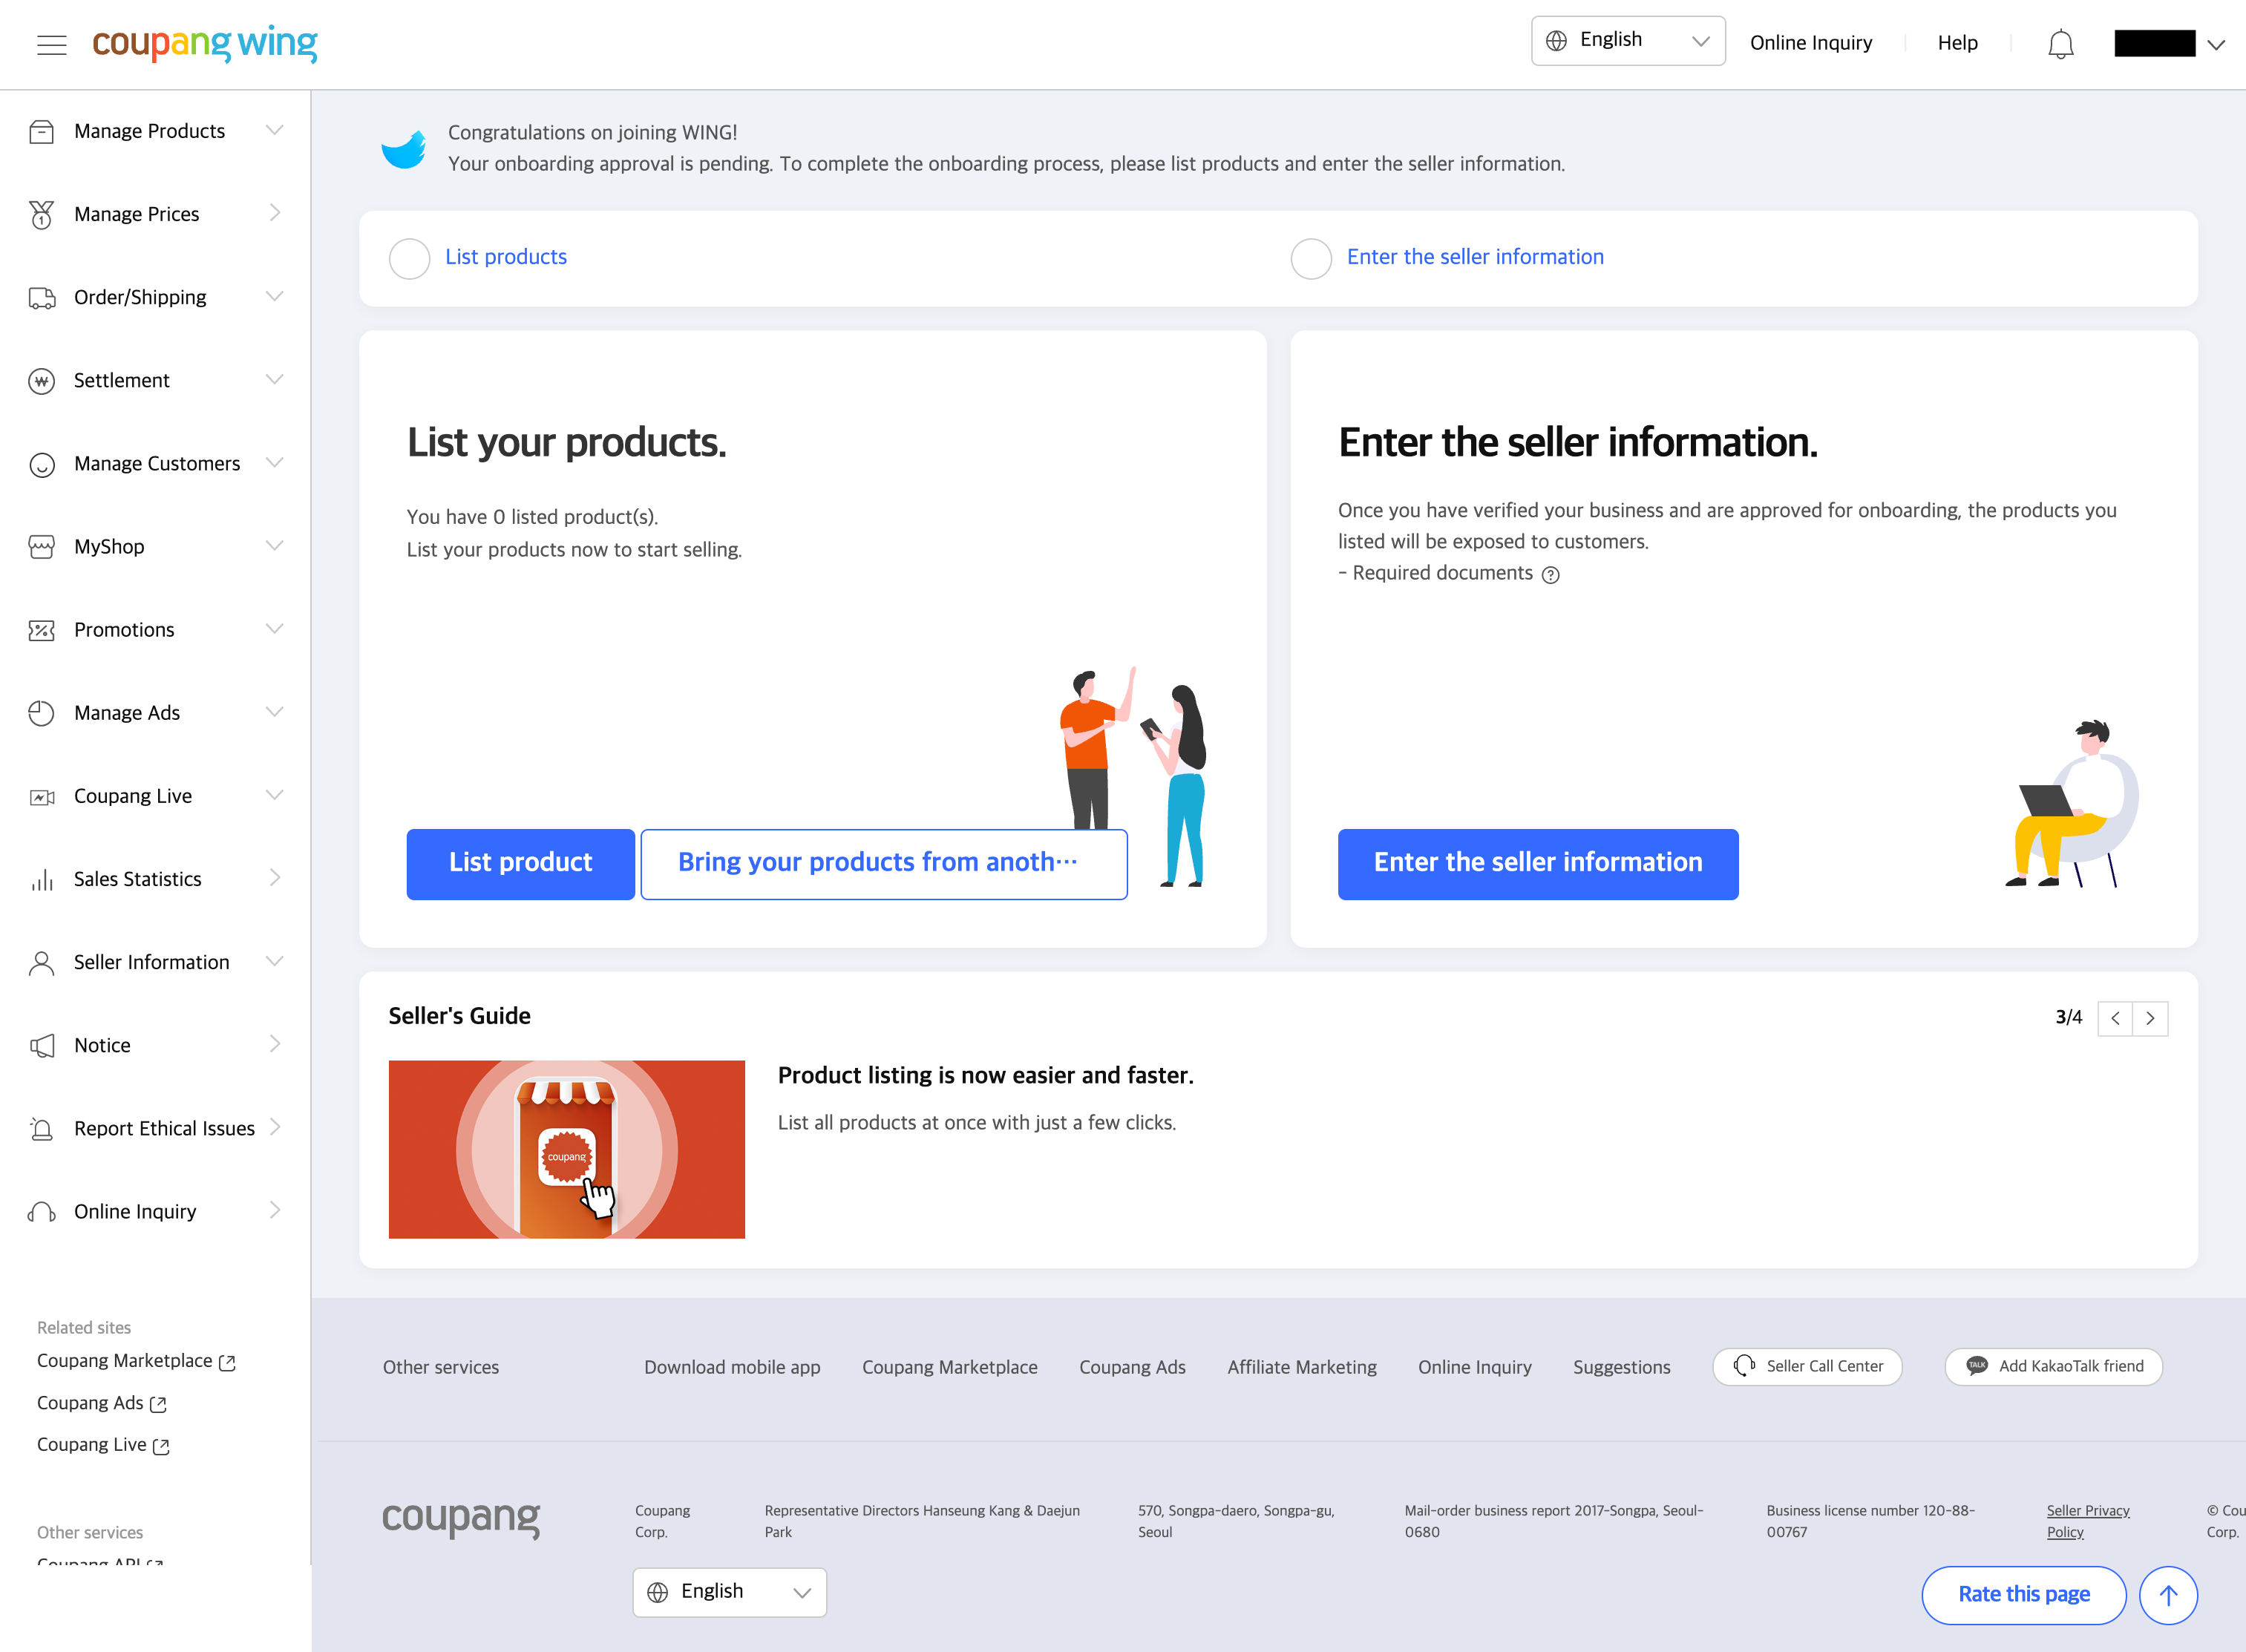 coupang wing
English
Online Inquiry
Help
Manage Products
Manage Prices
Order/Shipping
Settlement
Manage Customers
MyShop
Promotions
Manage Ads
Coupang Live
Sales Statistics
Seller Information
Notice
Report Ethical Issues
Online Inquiry
Related sites
Coupang Marketplace
Coupang Ads
Coupang Live
Other services
Coupang API
Congratulations on joining WING!
Your onboarding approval is pending. To complete the onboarding process, please list products and enter the seller information.
List products
Enter the seller information
List your products.
You have 0 listed product(s).
List your products now to start selling.
List product
Bring your products from anoth···
Enter the seller information.
Once you have verified your business and are approved for onboarding, the products you
listed will be exposed to customers.
- Required documents ?
Enter the seller information
Seller's Guide
3/4
coupang
Product listing is now easier and faster.
List all products at once with just a few clicks.
Other services
Download mobile app
Coupang Marketplace
Coupang Ads
Affiliate Marketing
Online Inquiry
Suggestions
Seller Call Center
TALK
Add KakaoTalk friend
coupang
Coupang
Corp.
Representative Directors Hanseung Kang & Daejun
Park
570, Songpa-daero, Songpa-gu,
Seoul
Mail-order business report 2017-Songpa, Seoul-
0680
Business license number 120-88-
00767
Seller Privacy
Policy
© Cou
Corp.
English
Rate this page